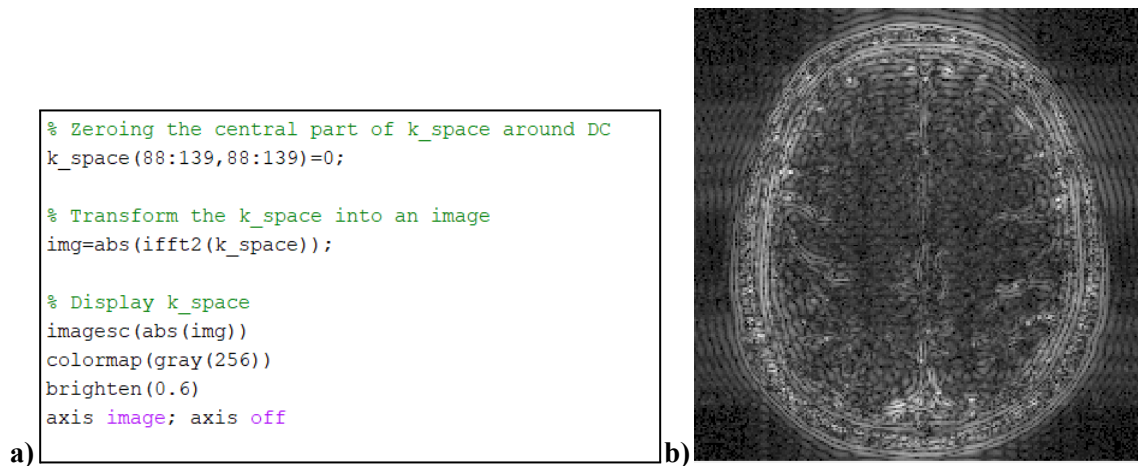 % Zeroing the central part of k_space around DC
k_space(88:139,88:139)=0;
% Transform the k_space into an image
img=abs(ifft2(k_space));
% Display k_space
imagesc(abs(img))
colormap(gray(256))
brighten(0.6)
axis image; axis off
a)
b)